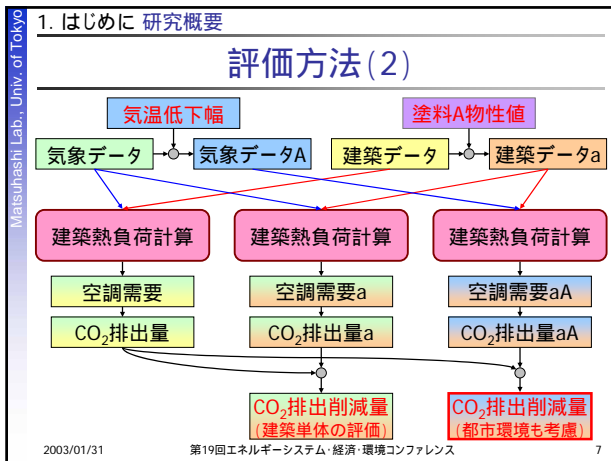 Matsuhashi Lab., Univ. of Tokyo
1. はじめに 研究概要
評価方法(2)
気温低下幅
塗料A物性値
気象データ
気象データA
建築データ
建築データa
建築熱負荷計算
建築熱負荷計算
建築熱負荷計算
空調需要
空調需要a
空調需要aA
CO₂排出量
CO₂排出量a
CO₂排出量aA
CO₂排出削減量
(建築単体の評価)
CO₂排出削減量
(都市環境も考慮)
2003/01/31
第19回エネルギーシステム・経済・環境コンファレンス
7